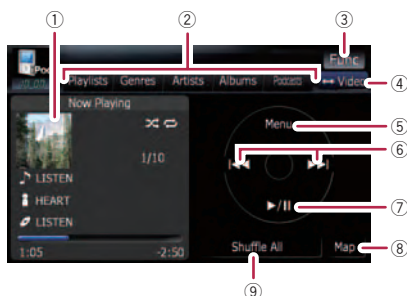 ① ② ③
Func
④
Playlists Genres Artists Albums Podcasts Video
Now Playing
⑤
Menu
1/10
⑥
LISTEN
HEART
⑦
LISTEN
1:05 -2:50
Shuffle All Map
⑧
⑨